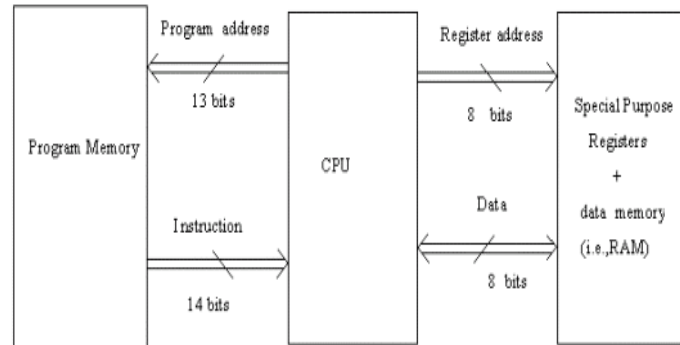 Program address
13 bits
Program Memory
Instruction
14 bits
CPU
Register address
8 bits
Data
8 bits
Special Purpose
Registers
+
data memory
(i.e.,RAM)